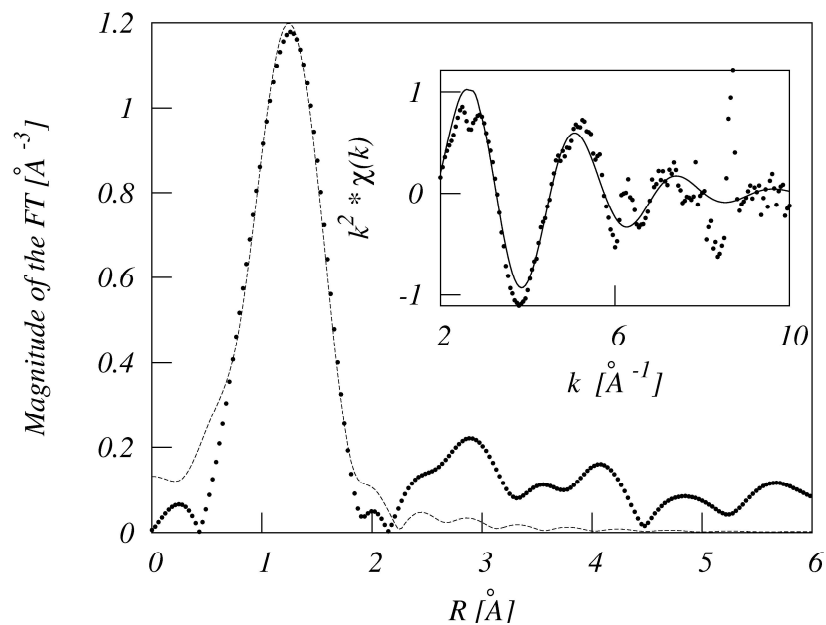 1.2
1
0.8
0.6
0.4
0.2
0
Magnitude of the FT [Å⁻³]
0 1 2 3 4 5 6
R [Å]
1
0
-1
k² * χ(k)
2 6 10
k [Å⁻¹]